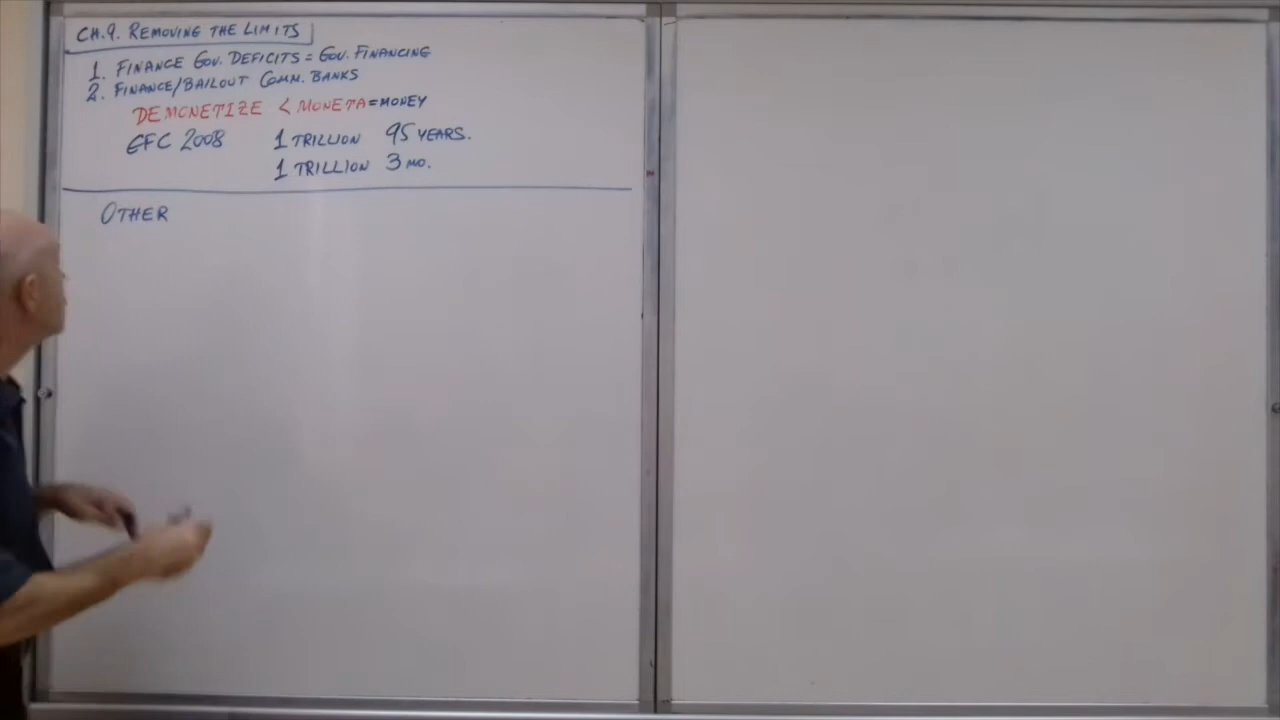 CH.9. REMOVING THE LIMITS
1. FINANCE GOV. DEFICITS = GOV. FINANCING
2. FINANCE/BAILOUT COMM. BANKS
DEMONETIZE < MONETA = MONEY
GFC 2008 1 TRILLION 95 YEARS.
1 TRILLION 3 MO.
OTHER